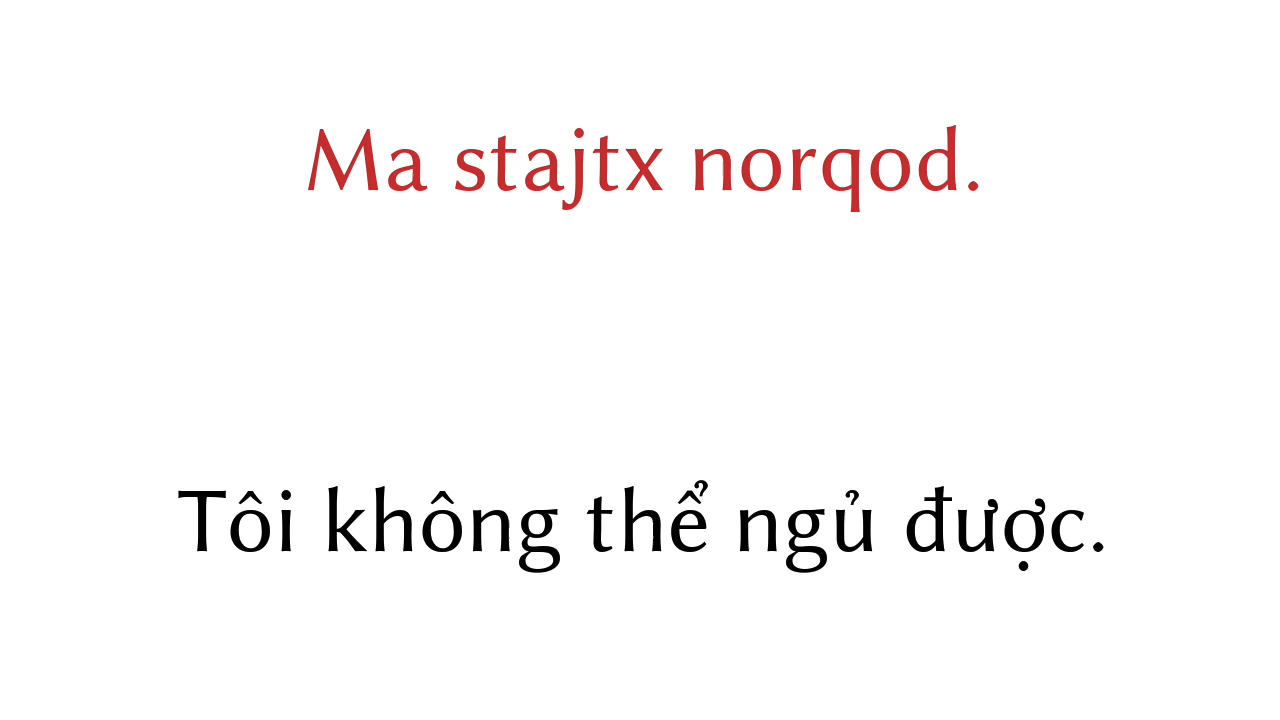 Ma stajtx norqod.
Tôi không thể ngủ được.